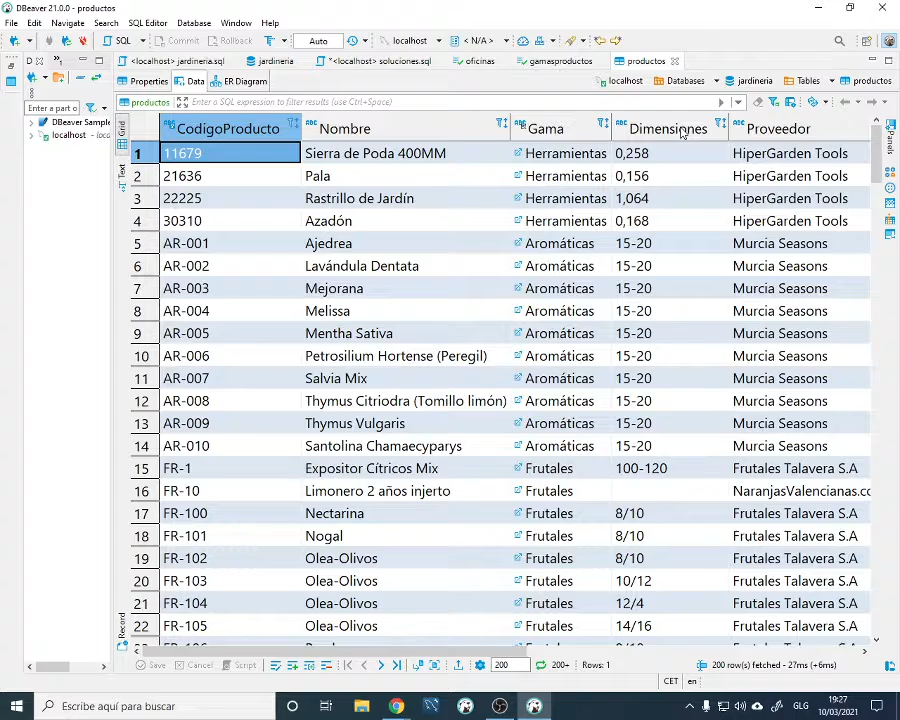 DBeaver 21.0.0 - productos
File Edit Navigate Search SQL Editor Database Window Help
SQL Commit Rollback Auto localhost < N/A >
D <localhost> jardineria.sql jardineria *<localhost> soluciones.sql oficinas gamasproductos productos
Properties Data ER Diagram localhost Databases jardineria Tables productos
productos Enter a SQL expression to filter results (use Ctrl+Space)
Enter a part o
DBeaver Sample
localhost - loca
Grid
Text
Record
Panels
CodigoProducto Nombre Gama Dimensiones Proveedor
1 11679 Sierra de Poda 400MM Herramientas 0,258 HiperGarden Tools
2 21636 Pala Herramientas 0,156 HiperGarden Tools
3 22225 Rastrillo de Jardín Herramientas 1,064 HiperGarden Tools
4 30310 Azadón Herramientas 0,168 HiperGarden Tools
5 AR-001 Ajedrea Aromáticas 15-20 Murcia Seasons
6 AR-002 Lavándula Dentata Aromáticas 15-20 Murcia Seasons
7 AR-003 Mejorana Aromáticas 15-20 Murcia Seasons
8 AR-004 Melissa Aromáticas 15-20 Murcia Seasons
9 AR-005 Mentha Sativa Aromáticas 15-20 Murcia Seasons
10 AR-006 Petrosilium Hortense (Peregil) Aromáticas 15-20 Murcia Seasons
11 AR-007 Salvia Mix Aromáticas 15-20 Murcia Seasons
12 AR-008 Thymus Citriodra (Tomillo limón) Aromáticas 15-20 Murcia Seasons
13 AR-009 Thymus Vulgaris Aromáticas 15-20 Murcia Seasons
14 AR-010 Santolina Chamaecyparys Aromáticas 15-20 Murcia Seasons
15 FR-1 Expositor Cítricos Mix Frutales 100-120 Frutales Talavera S.A
16 FR-10 Limonero 2 años injerto Frutales NaranjasValencianas.co
17 FR-100 Nectarina Frutales 8/10 Frutales Talavera S.A
18 FR-101 Nogal Frutales 8/10 Frutales Talavera S.A
19 FR-102 Olea-Olivos Frutales 8/10 Frutales Talavera S.A
20 FR-103 Olea-Olivos Frutales 10/12 Frutales Talavera S.A
21 FR-104 Olea-Olivos Frutales 12/4 Frutales Talavera S.A
22 FR-105 Olea-Olivos Frutales 14/16 Frutales Talavera S.A
Save Cancel Script 200 200+ Rows: 1 200 row(s) fetched - 27ms (+6ms)
CET en
Escribe aquí para buscar GLG 19:27
10/03/2021